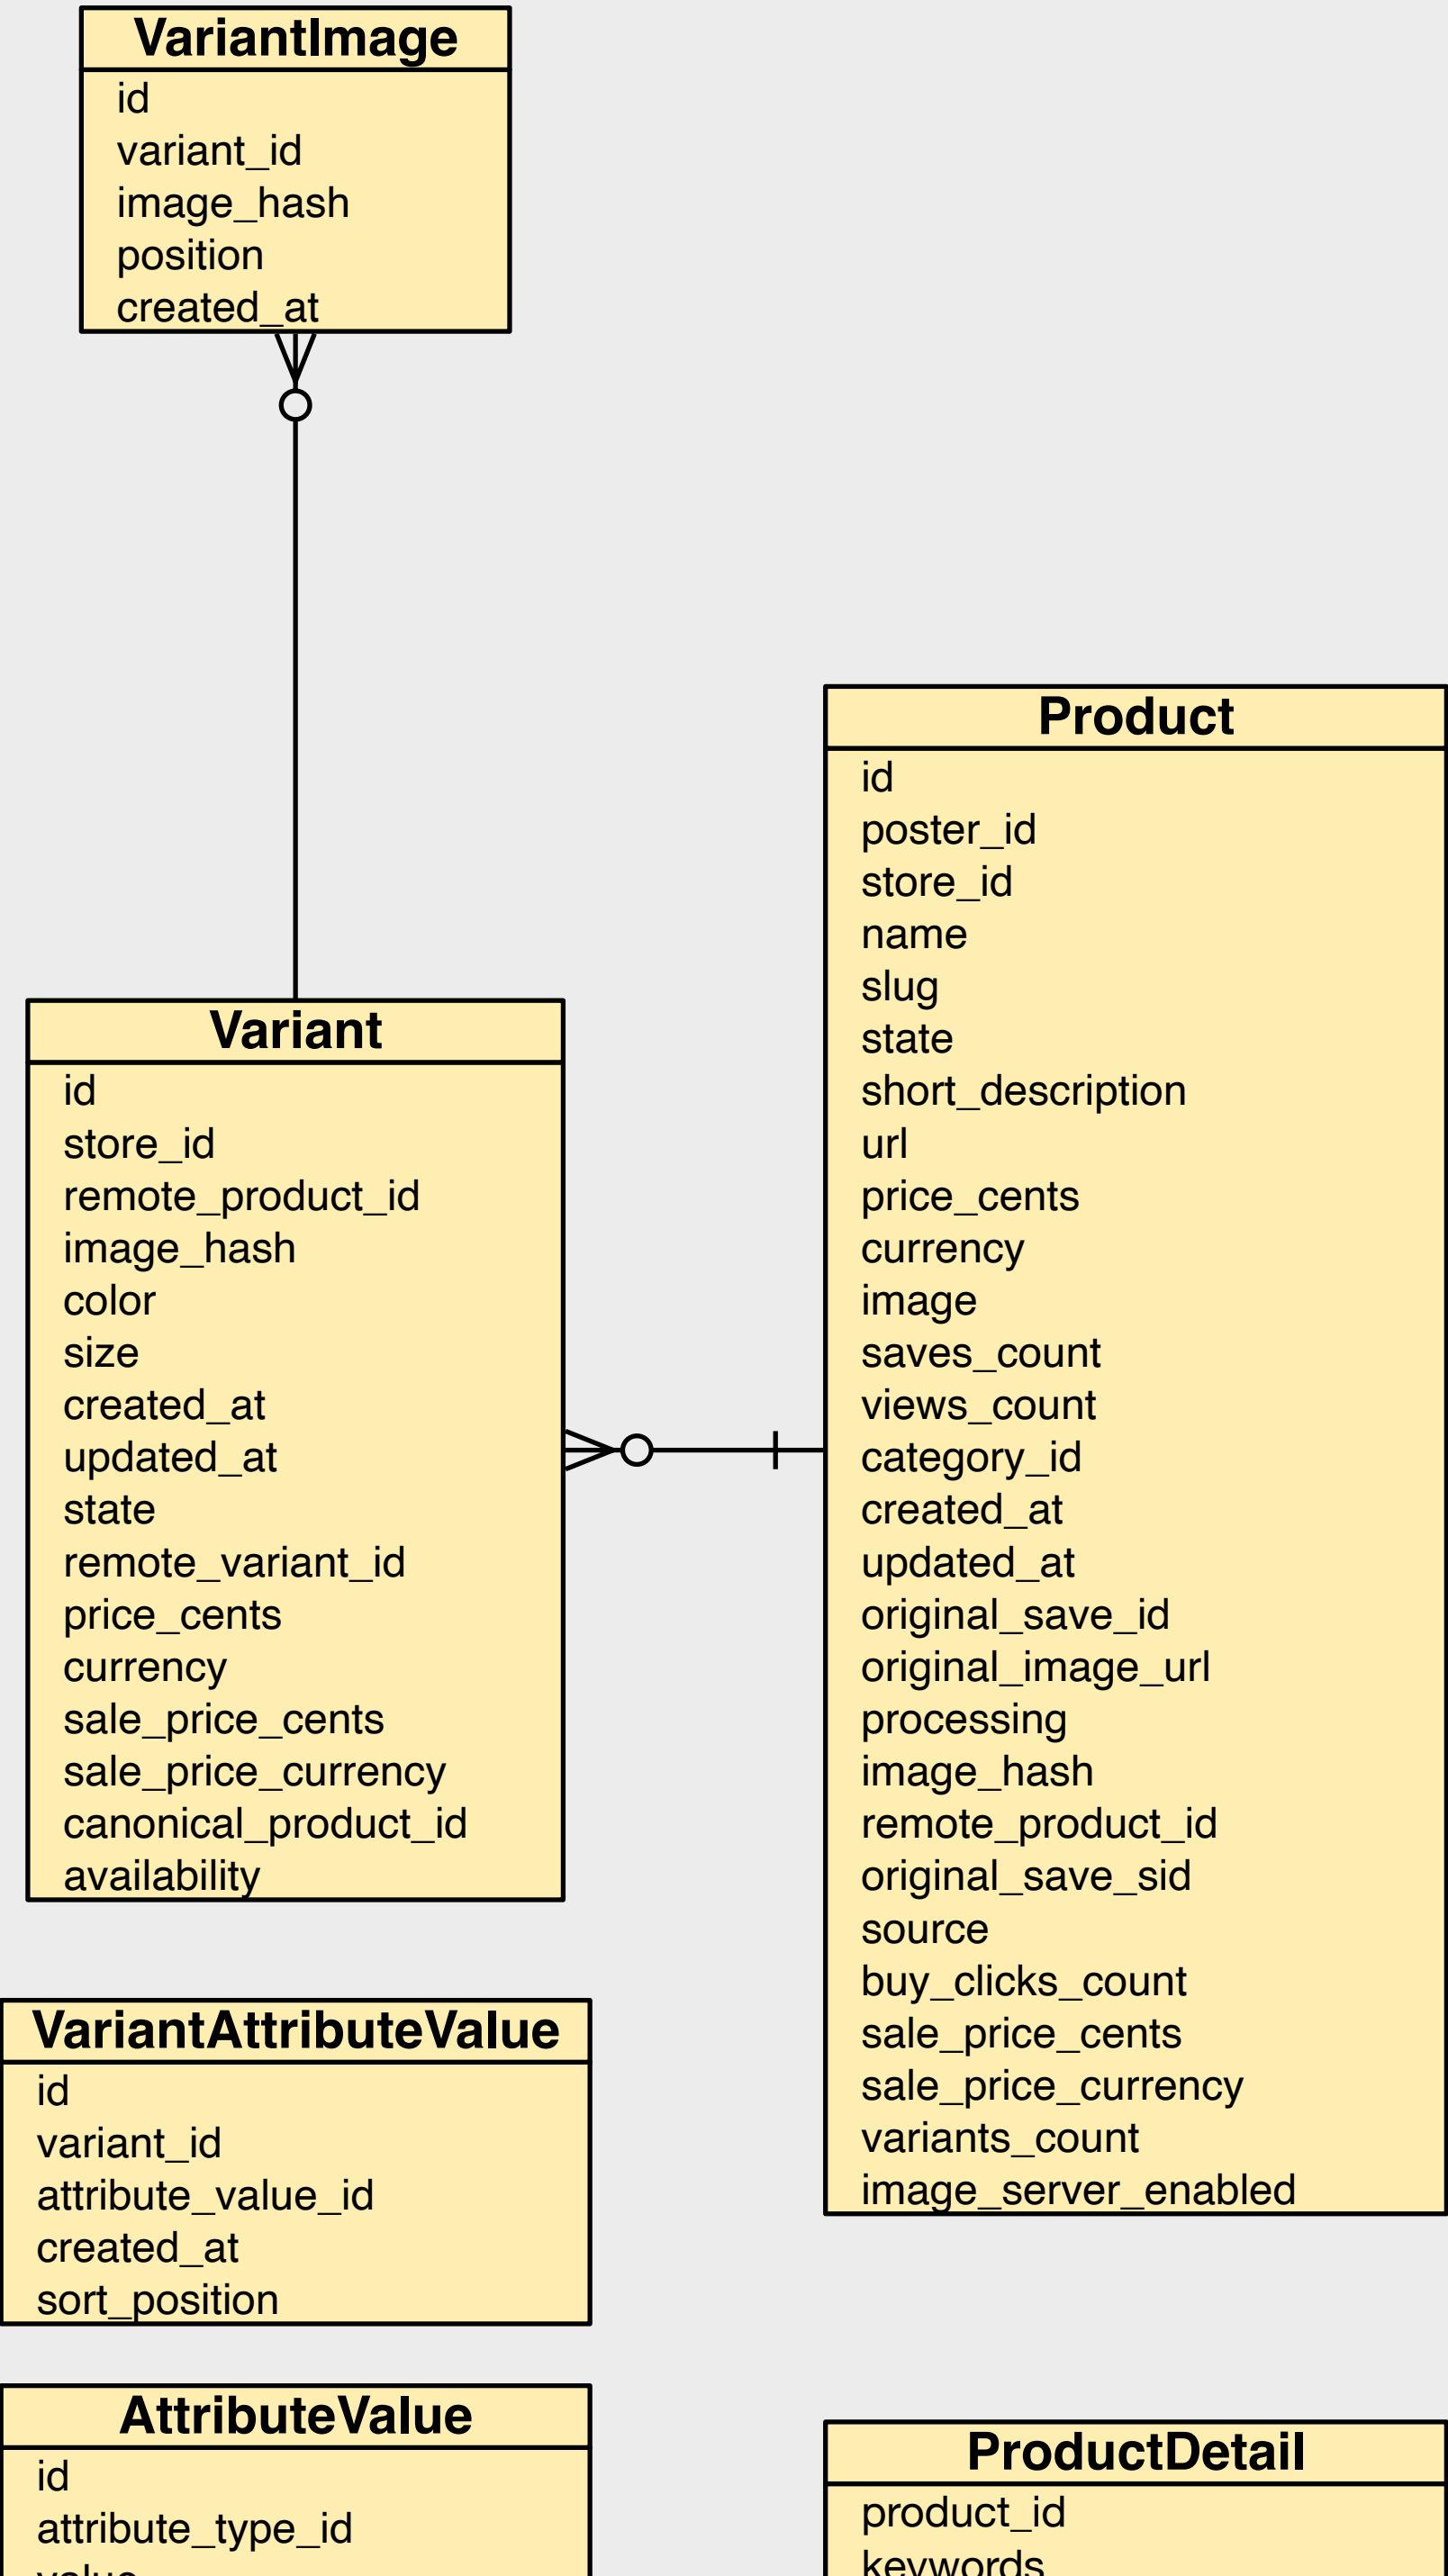 VariantImage
id
variant_id
image_hash
position
created_at
Product
id
poster_id
store_id
name
slug
state
short_description
url
price_cents
currency
image
saves_count
views_count
category_id
created_at
updated_at
original_save_id
original_image_url
processing
image_hash
remote_product_id
original_save_sid
source
buy_clicks_count
sale_price_cents
sale_price_currency
variants_count
image_server_enabled
Variant
id
store_id
remote_product_id
image_hash
color
size
created_at
updated_at
state
remote_variant_id
price_cents
currency
sale_price_cents
sale_price_currency
canonical_product_id
availability
VariantAttributeValue
id
variant_id
attribute_value_id
created_at
sort_position
AttributeValue
id
attribute_type_id
value
ProductDetail
product_id
keywords